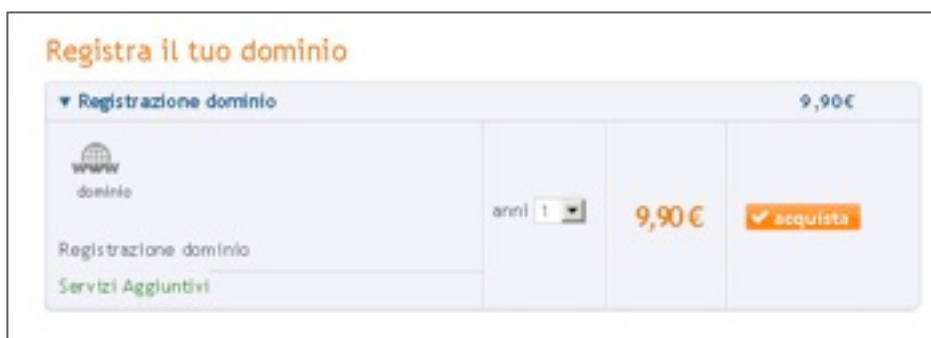 Registra il tuo dominio
▼ Registrazione dominio 9,90€
www
dominio
anni 1 9,90 € ✔ acquista
Registrazione dominio
Servizi Aggiuntivi